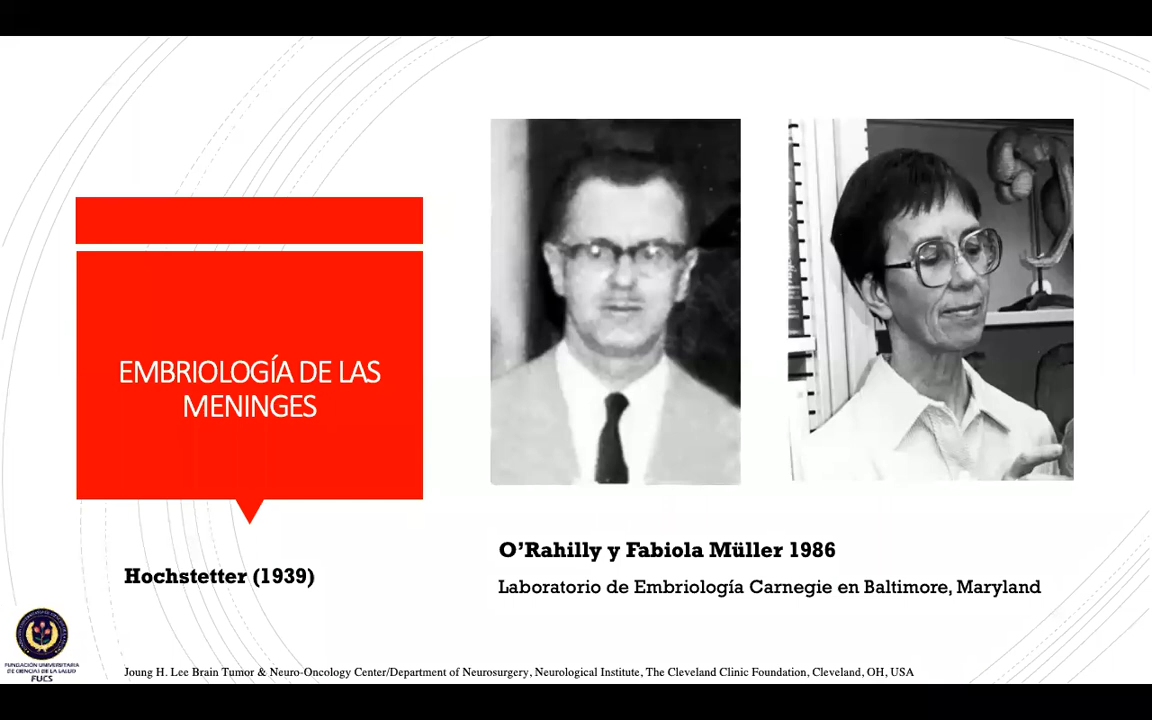 EMBRIOLOGÍA DE LAS
MENINGES
Hochstetter (1939)
O’Rahilly y Fabiola Müller 1986
Laboratorio de Embriología Carnegie en Baltimore, Maryland
FUNDACIÓN UNIVERSITARIA
DE CIENCIAS DE LA SALUD
FUCS
Joung H. Lee Brain Tumor & Neuro-Oncology Center/Department of Neurosurgery, Neurological Institute, The Cleveland Clinic Foundation, Cleveland, OH, USA